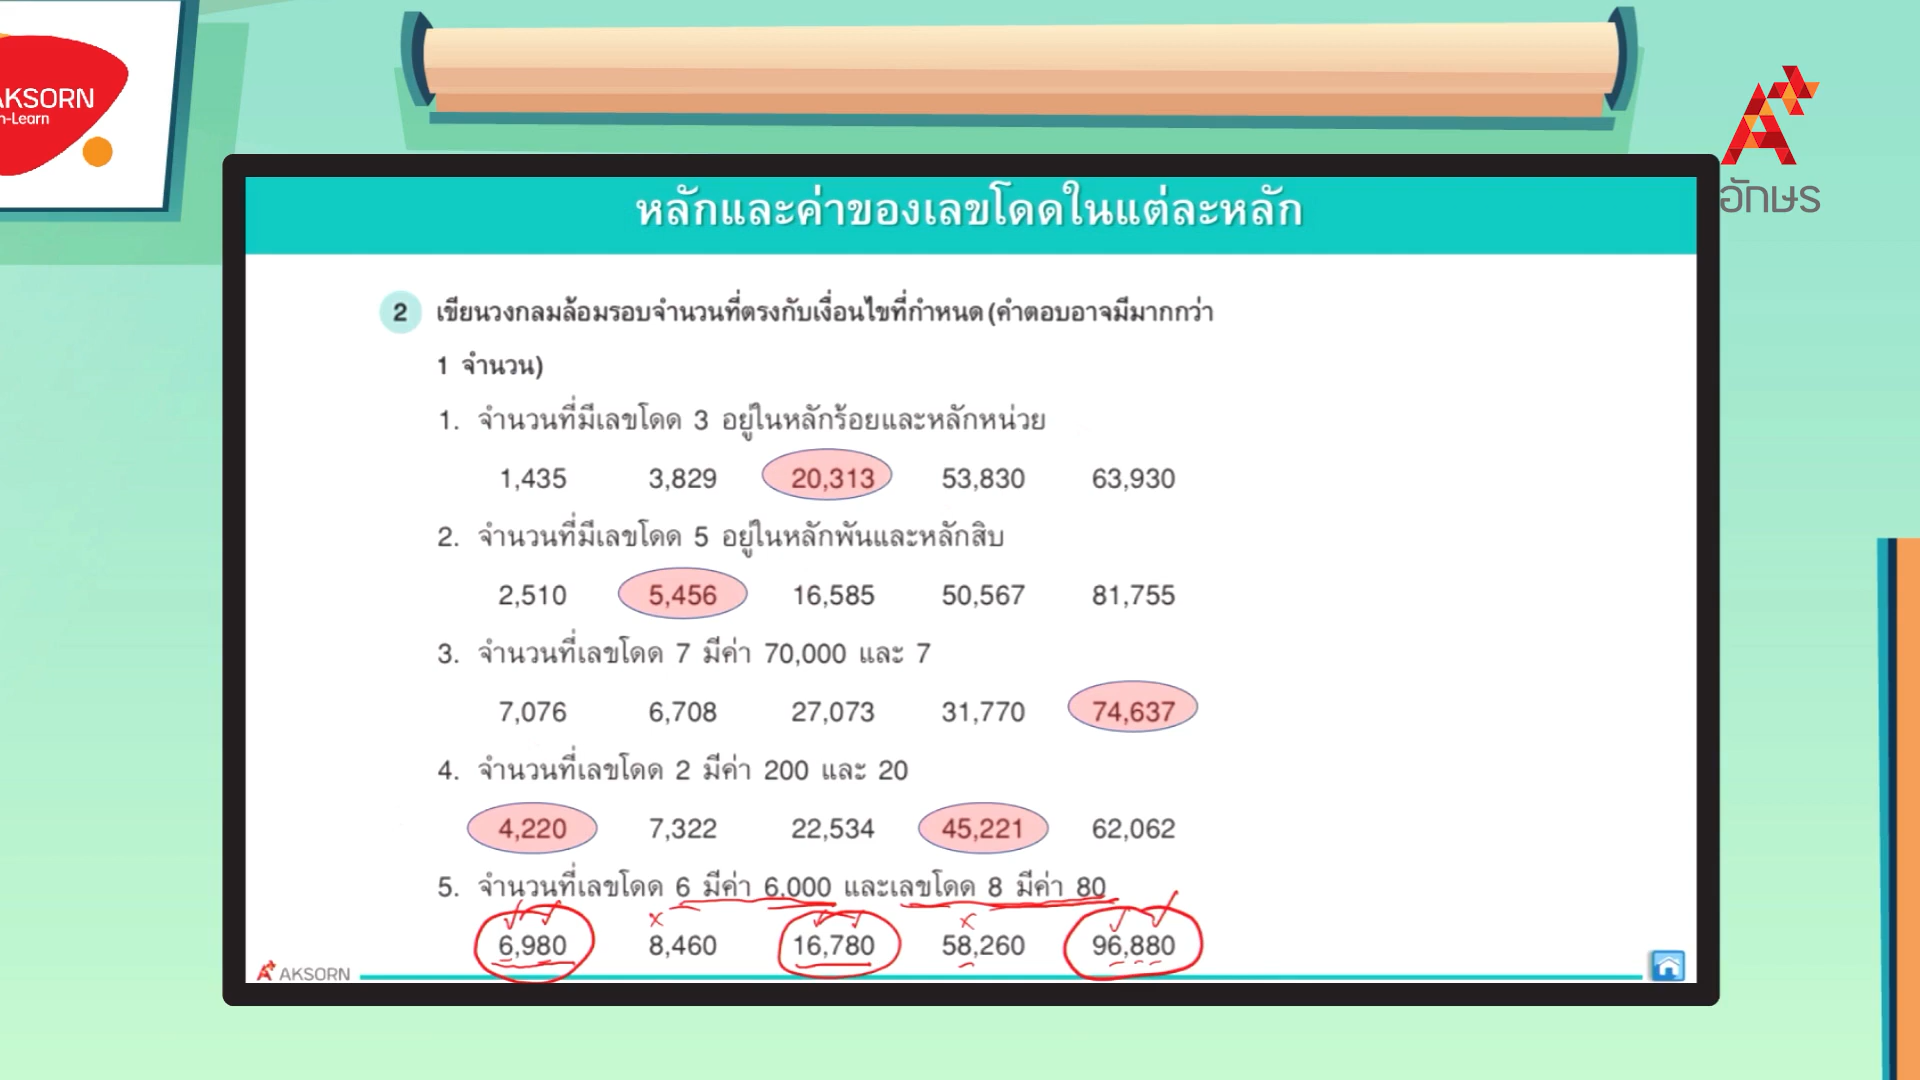 AKSORN
n-Learn
อักษร
หลักและค่าของเลขโดดในแต่ละหลัก
2 เขียนวงกลมล้อมรอบจำนวนที่ตรงกับเงื่อนไขที่กำหนด (คำตอบอาจมีมากกว่า
1 จำนวน)
1. จำนวนที่มีเลขโดด 3 อยู่ในหลักร้อยและหลักหน่วย
1,435 3,829 20,313 53,830 63,930
2. จำนวนที่มีเลขโดด 5 อยู่ในหลักพันและหลักสิบ
2,510 5,456 16,585 50,567 81,755
3. จำนวนที่เลขโดด 7 มีค่า 70,000 และ 7
7,076 6,708 27,073 31,770 74,637
4. จำนวนที่เลขโดด 2 มีค่า 200 และ 20
4,220 7,322 22,534 45,221 62,062
5. จำนวนที่เลขโดด 6 มีค่า 6,000 และเลขโดด 8 มีค่า 80
6,980 8,460 16,780 58,260 96,880
AKSORN